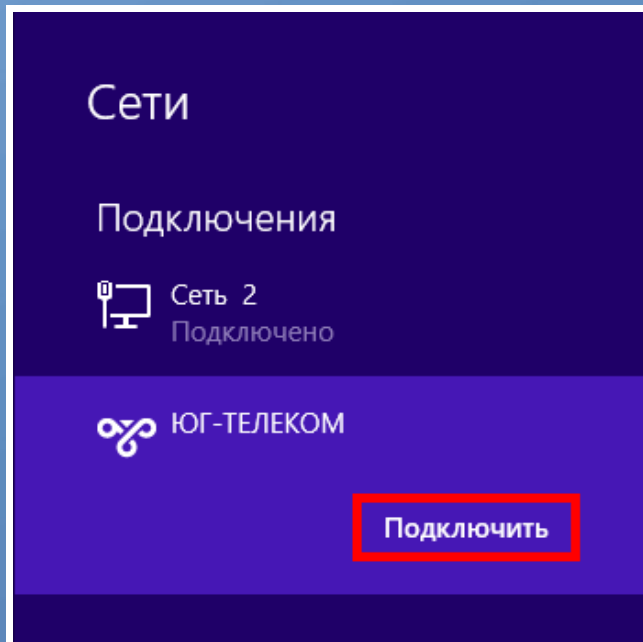 Сети
Подключения
Сеть 2
Подключено
ЮГ-ТЕЛЕКОМ
Подключить